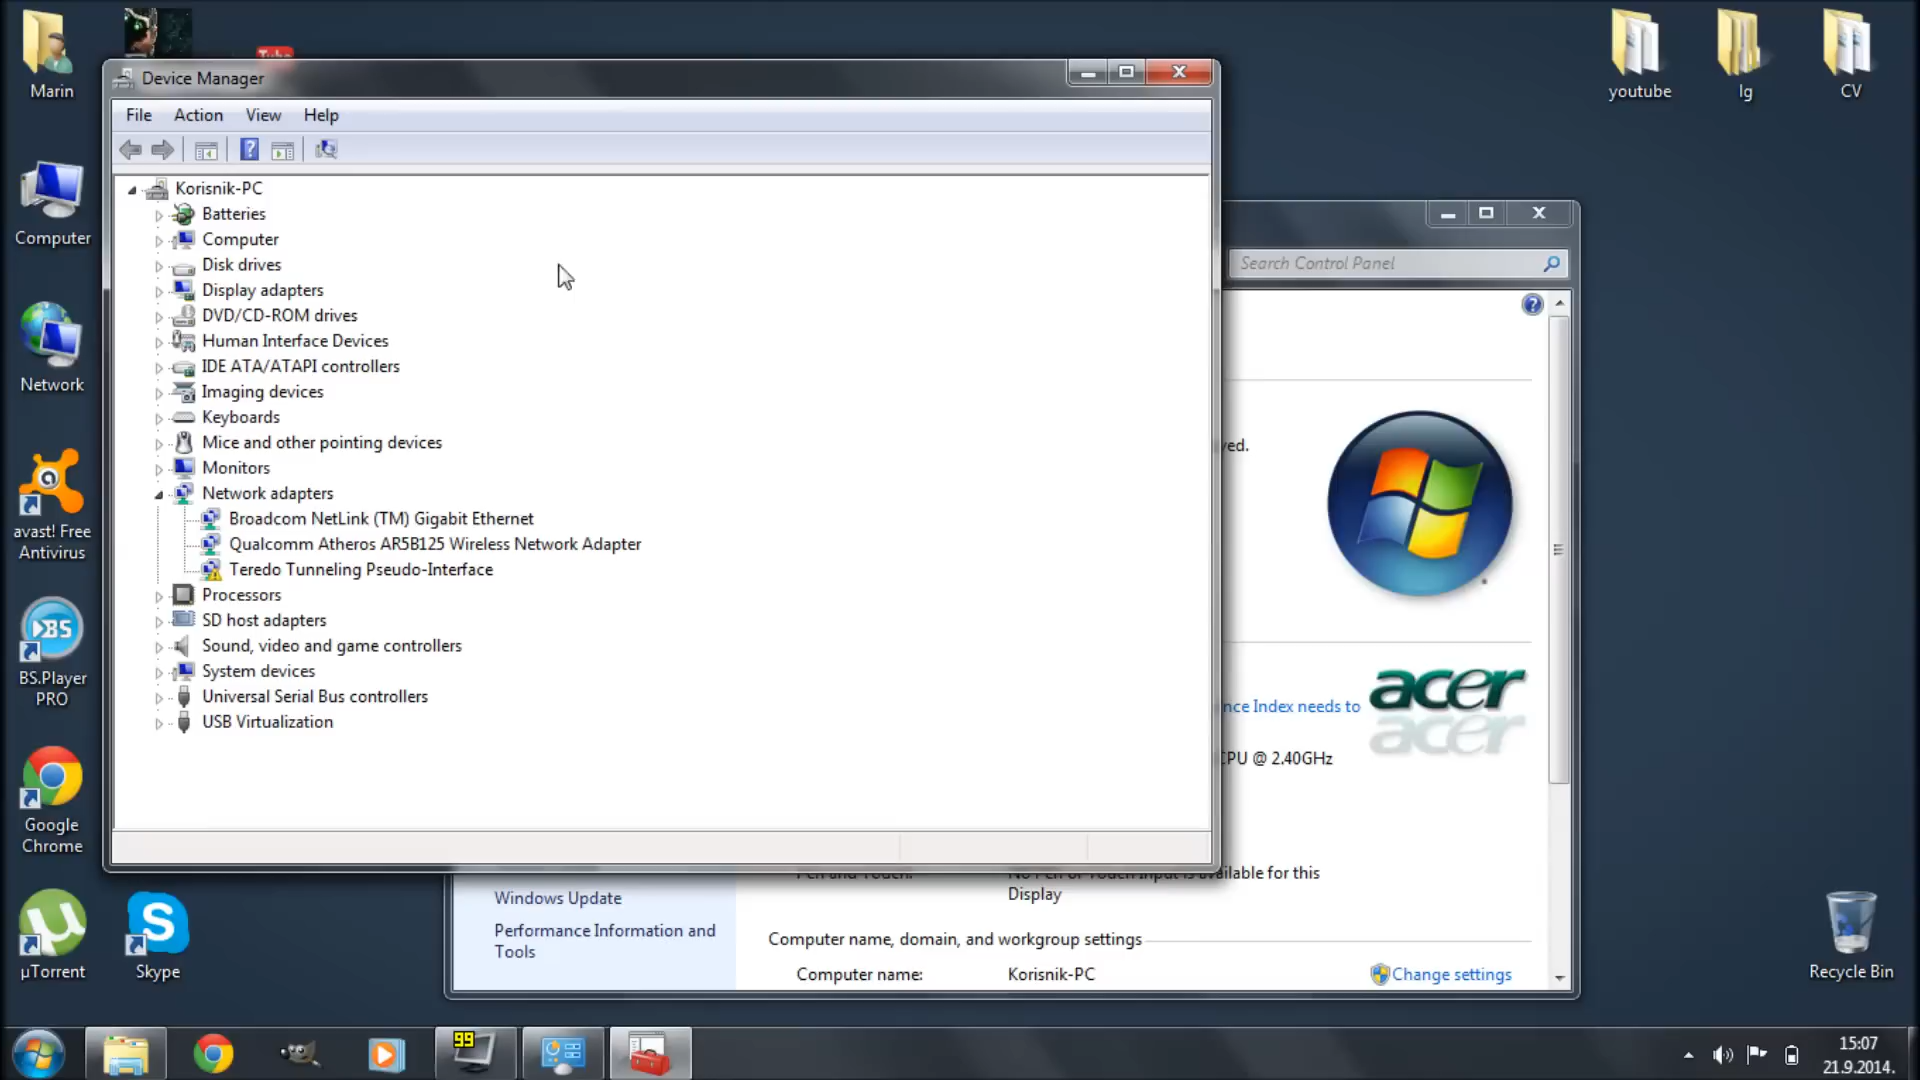 Marin
Tube
youtube
lg
CV
Device Manager
File Action View Help
Korisnik-PC
Batteries
Computer
Disk drives
Display adapters
DVD/CD-ROM drives
Human Interface Devices
IDE ATA/ATAPI controllers
Imaging devices
Keyboards
Mice and other pointing devices
Monitors
Network adapters
Broadcom NetLink (TM) Gigabit Ethernet
Qualcomm Atheros AR5B125 Wireless Network Adapter
Teredo Tunneling Pseudo-Interface
Processors
SD host adapters
Sound, video and game controllers
System devices
Universal Serial Bus controllers
USB Virtualization
Computer
Network
avast! Free
Antivirus
BS
BS.Player
PRO
Google
Chrome
µTorrent
Skype
Search Control Panel
ved.
nce Index needs to
acer
CPU @ 2.40GHz
Pen and Touch: No Pen or Touch Input is available for this
Display
Windows Update
Performance Information and
Tools
Computer name, domain, and workgroup settings
Computer name: Korisnik-PC
Change settings
Recycle Bin
99
15:07
21.9.2014.